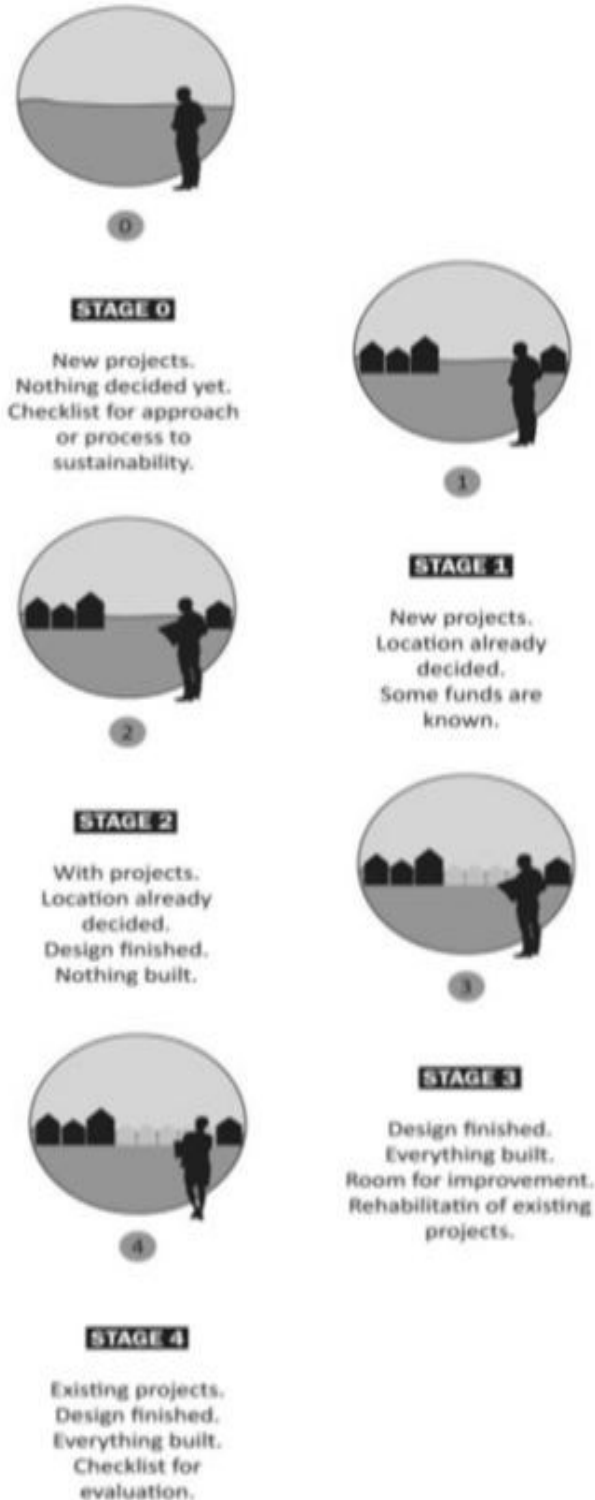 0
STAGE 0
New projects.
Nothing decided yet.
Checklist for approach
or process to
sustainability.
1
STAGE 1
New projects.
Location already
decided.
Some funds are
known.
2
STAGE 2
With projects.
Location already
decided.
Design finished.
Nothing built.
3
STAGE 3
Design finished.
Everything built.
Room for improvement.
Rehabilitatin of existing
projects.
4
STAGE 4
Existing projects.
Design finished.
Everything built.
Checklist for
evaluation.